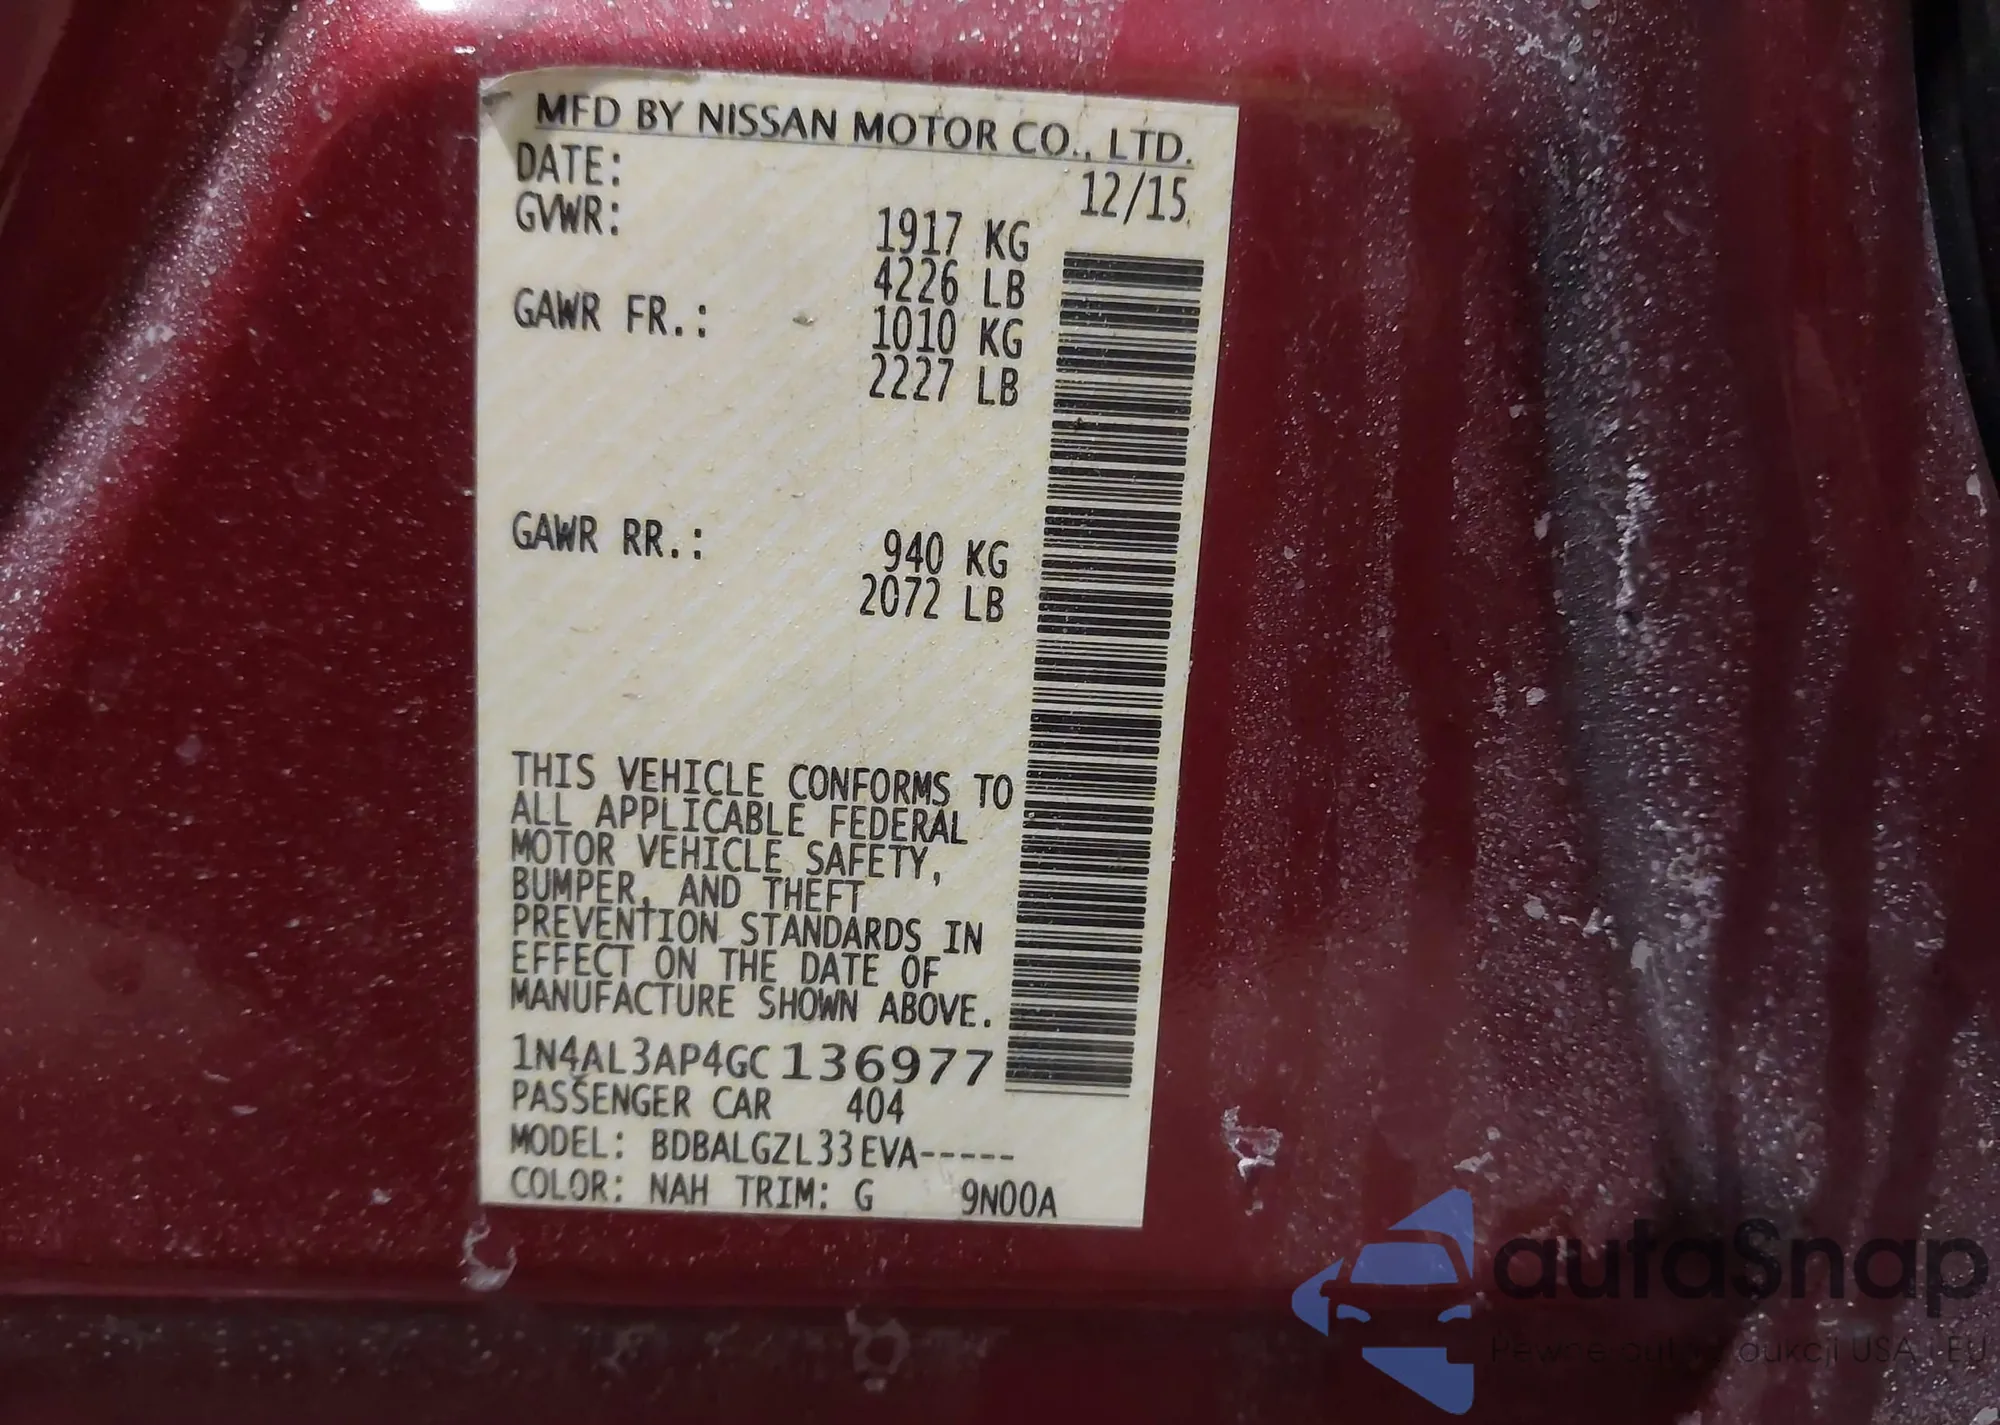 MFD BY NISSAN MOTOR CO., LTD.
DATE: 12/15
GVWR: 1917 KG
4226 LB
GAWR FR.: 1010 KG
2227 LB
GAWR RR.: 940 KG
2072 LB
THIS VEHICLE CONFORMS TO
ALL APPLICABLE FEDERAL
MOTOR VEHICLE SAFETY,
BUMPER, AND THEFT
PREVENTION STANDARDS IN
EFFECT ON THE DATE OF
MANUFACTURE SHOWN ABOVE.
1N4AL3AP4GC136977
PASSENGER CAR 404
MODEL: BDBALGZL33EVA-----
COLOR: NAH TRIM: G 9N00A
autaSnap
USA i EU